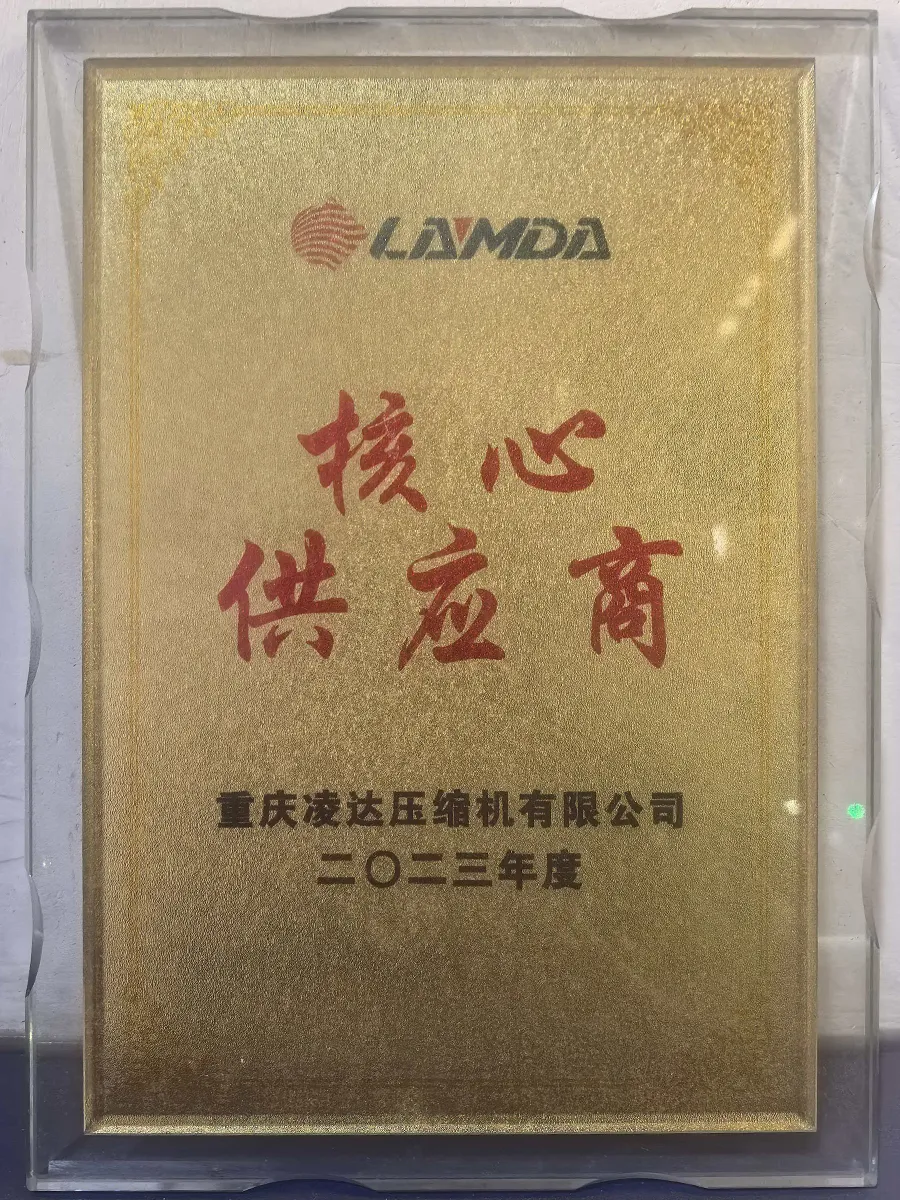 LAMDA
核心
供应商
重庆凌达压缩机有限公司
二〇二三年度